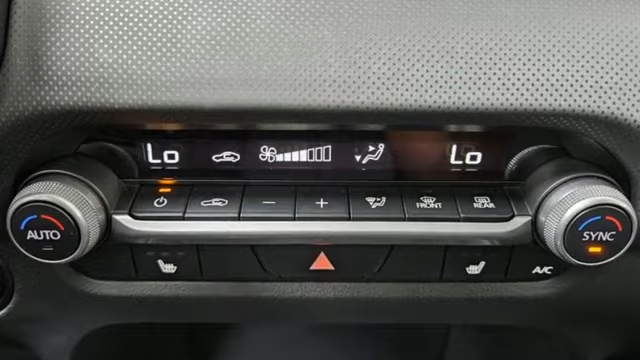 Lo Lo
- +
FRONT REAR
AUTO SYNC
A/C